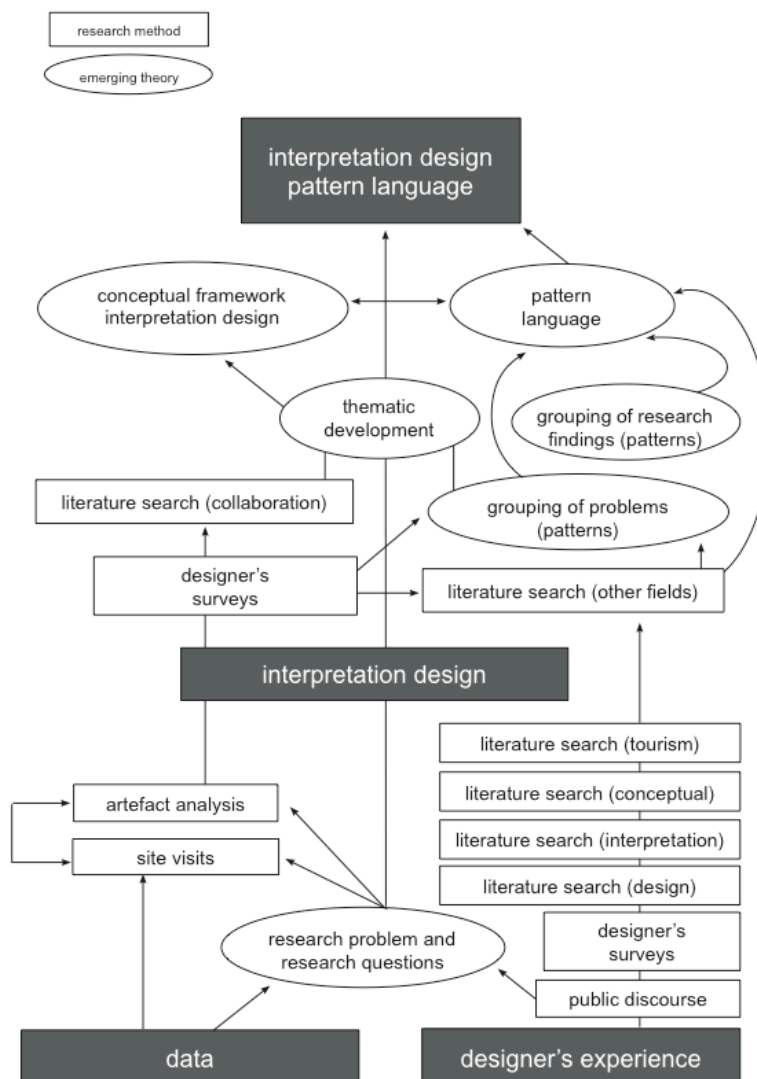 research method
emerging theory
interpretation design
pattern language
conceptual framework
interpretation design
pattern
language
thematic
development
grouping of research
findings (patterns)
literature search (collaboration)
grouping of problems
(patterns)
designer's
surveys
literature search (other fields)
interpretation design
literature search (tourism)
artefact analysis
literature search (conceptual)
site visits
literature search (interpretation)
literature search (design)
research problem and
research questions
designer's
surveys
public discourse
data
designer's experience